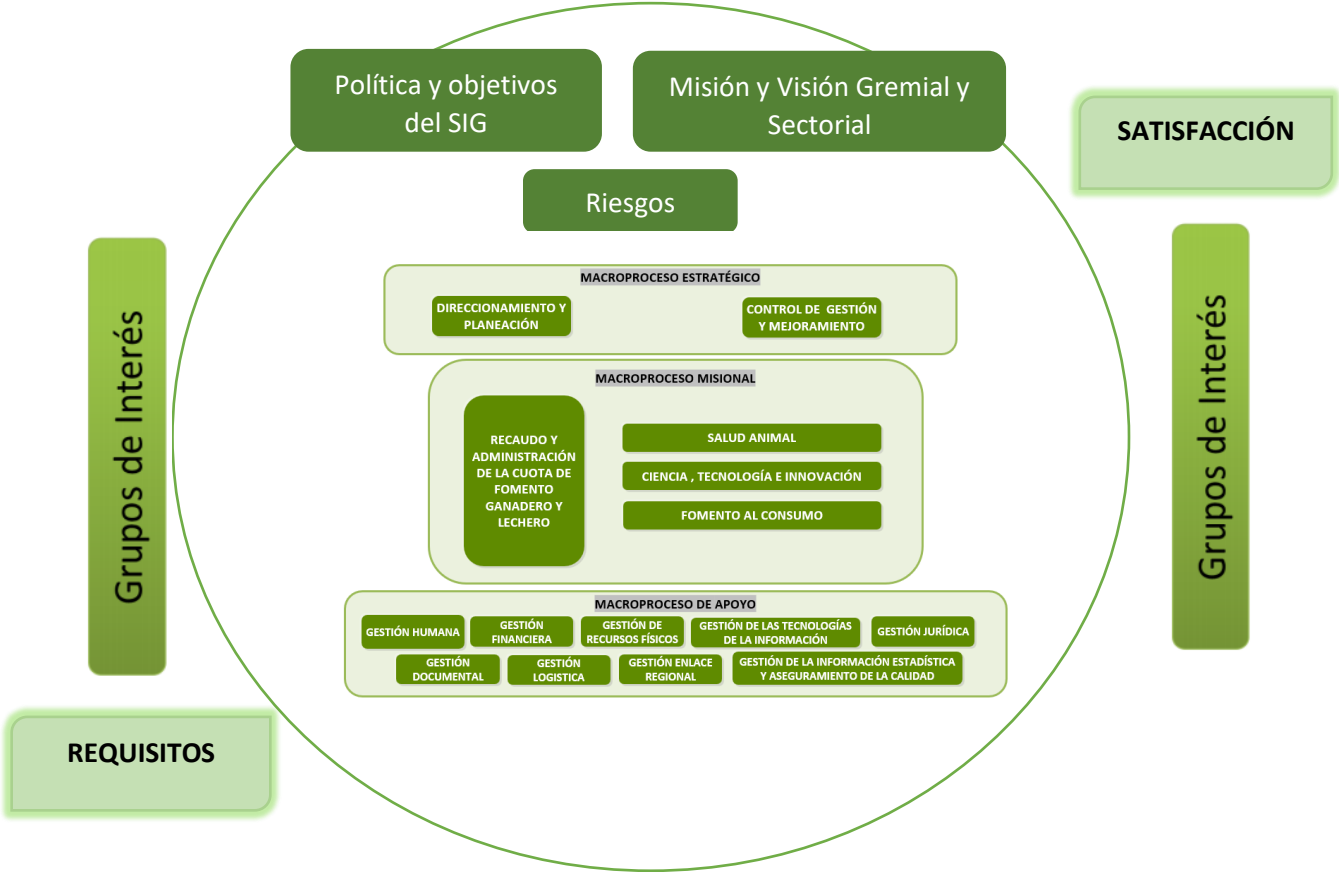 Política y objetivos
del SIG
Misión y Visión Gremial y
Sectorial
SATISFACCIÓN
Riesgos
Grupos de Interés
Grupos de Interés
MACROPROCESO ESTRATÉGICO
DIRECCIONAMIENTO Y
PLANEACIÓN
CONTROL DE GESTIÓN
Y MEJORAMIENTO
MACROPROCESO MISIONAL
RECAUDO Y
ADMINISTRACIÓN
DE LA CUOTA DE
FOMENTO
GANADERO Y
LECHERO
SALUD ANIMAL
CIENCIA , TECNOLOGÍA E INNOVACIÓN
FOMENTO AL CONSUMO
MACROPROCESO DE APOYO
GESTIÓN HUMANA
GESTIÓN
FINANCIERA
GESTIÓN DE
RECURSOS FÍSICOS
GESTIÓN DE LAS TECNOLOGÍAS
DE LA INFORMACIÓN
GESTIÓN JURÍDICA
GESTIÓN
DOCUMENTAL
GESTIÓN
LOGISTICA
GESTIÓN ENLACE
REGIONAL
GESTIÓN DE LA INFORMACIÓN ESTADÍSTICA
Y ASEGURAMIENTO DE LA CALIDAD
REQUISITOS